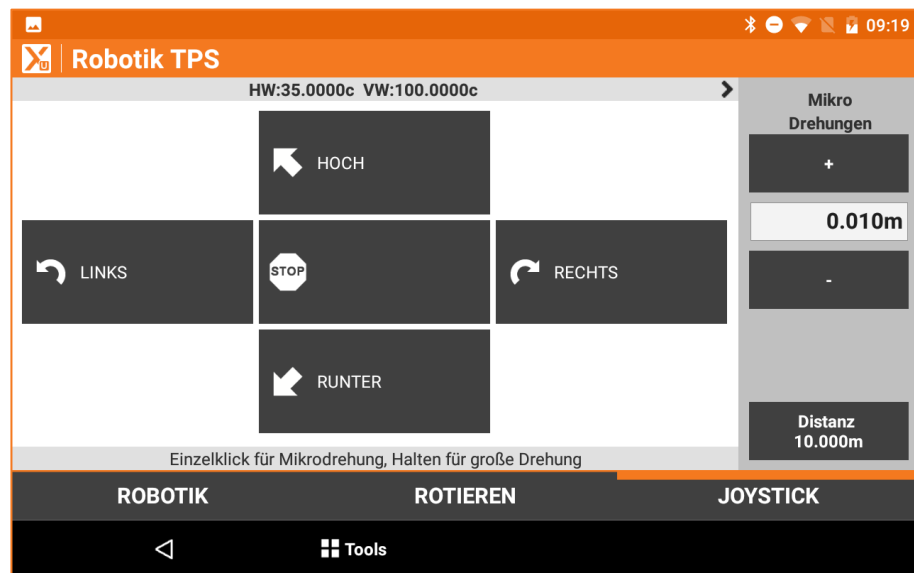 09:19
Robotik TPS
HW:35.0000c VW:100.0000c
Mikro
Drehungen
+
0.010m
-
HOCH
LINKS
STOP
RECHTS
RUNTER
Distanz
10.000m
Einzelklick für Mikrodrehung, Halten für große Drehung
ROBOTIK
ROTIEREN
JOYSTICK
Tools